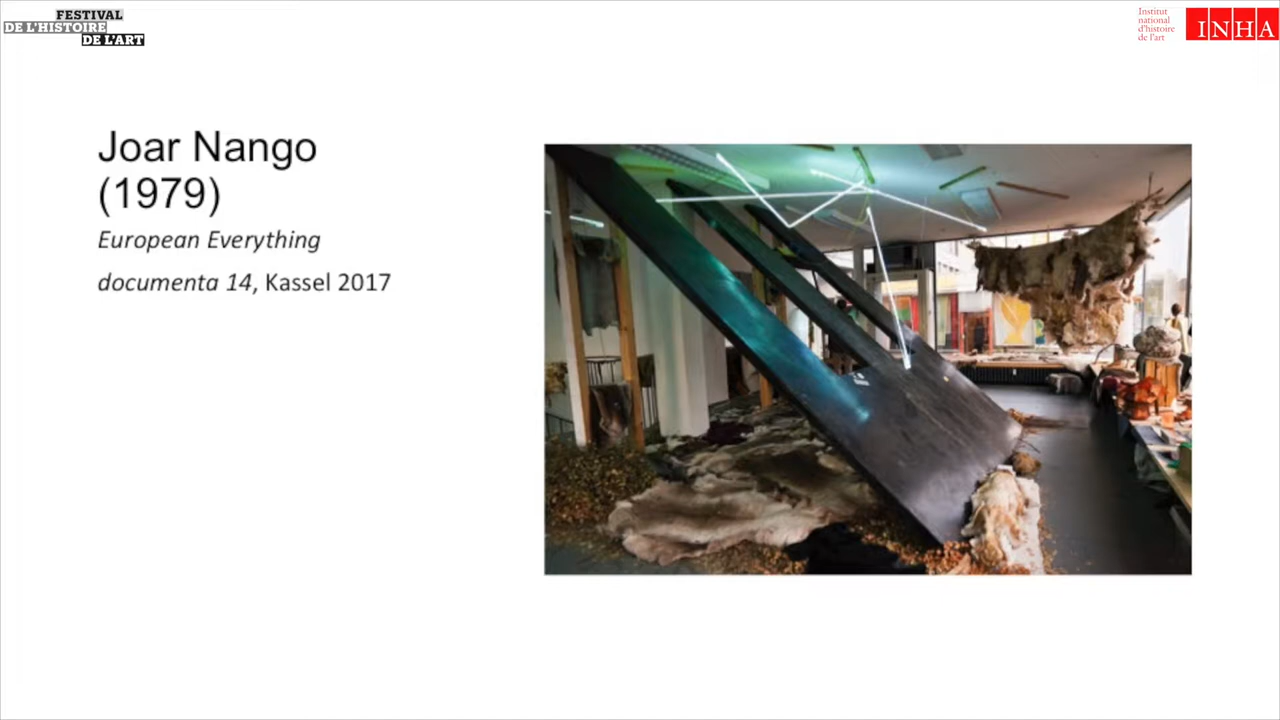 FESTIVAL
DE L'HISTOIRE
DE L'ART
Institut
national
d'histoire
de l'art
INHA
Joar Nango
(1979)
European Everything
documenta 14, Kassel 2017